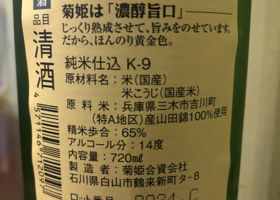 酒
品目
清酒
菊姫は「濃醇旨口」
じっくり熟成させて、旨みをのせています。
だから、ほんのり黄金色。
純米仕込 K-9
原材料名:米(国産)
米こうじ(国産米)
原料米:兵庫県三木市吉川町
(特A地区)産山田錦100%使用
精米歩合:65%
アルコール分:14度
内容量:720ml
製造者:菊姫合資会社
石川県白山市鶴来新町タ-8